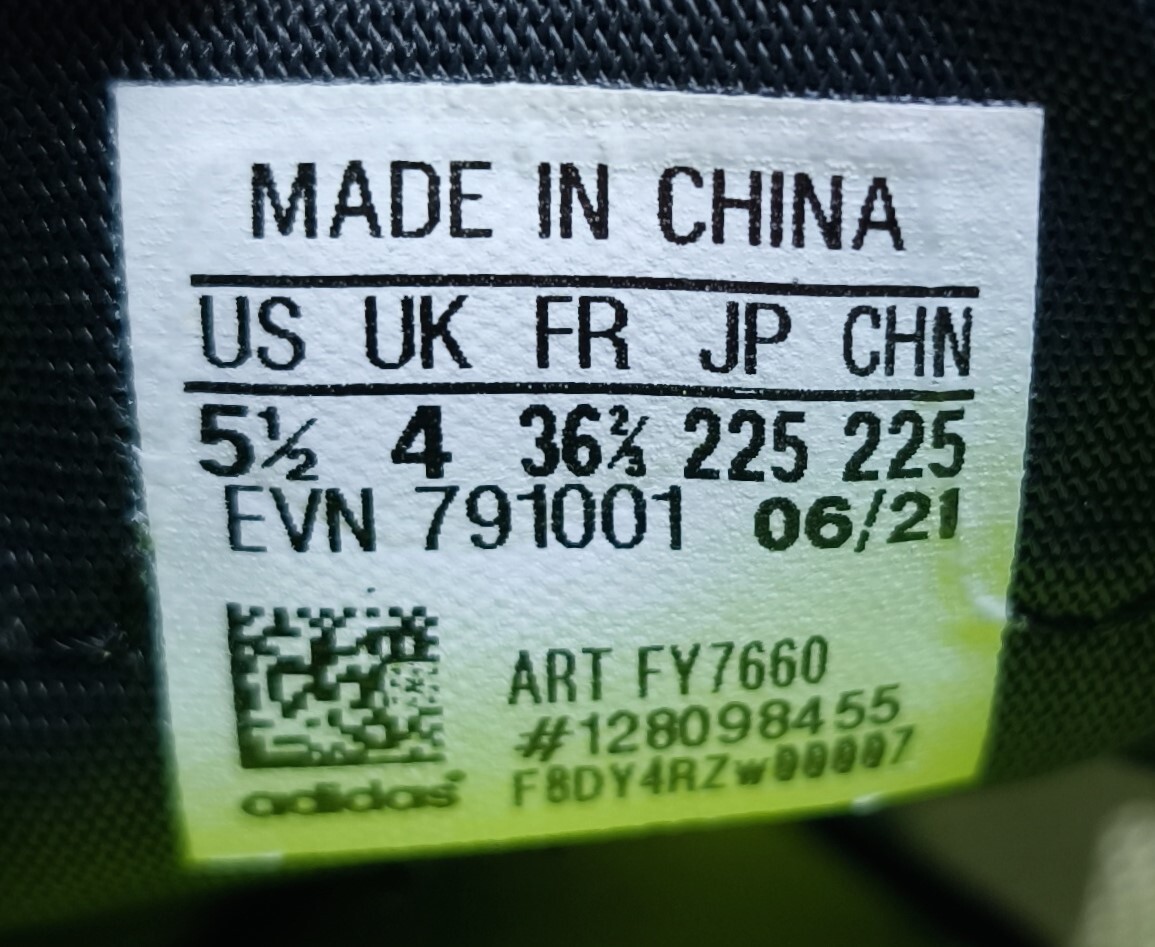 MADE IN CHINA
US UK FR JP CHN
5½ 4 36⅔ 225 225
EVN 791001 06/21
ART FY7660
#128098455
F8DY4RZw00007
adidas